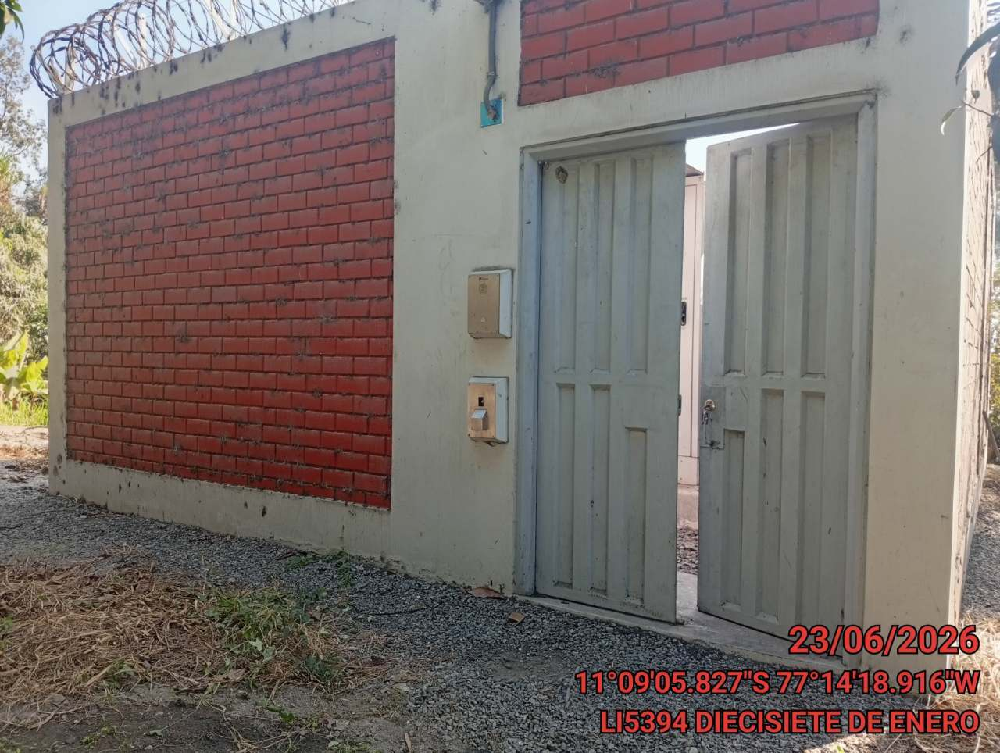 23/06/2026
11°09'05.827"S 77°14'18.916"W
LI5394 DIECISIETE DE ENERO